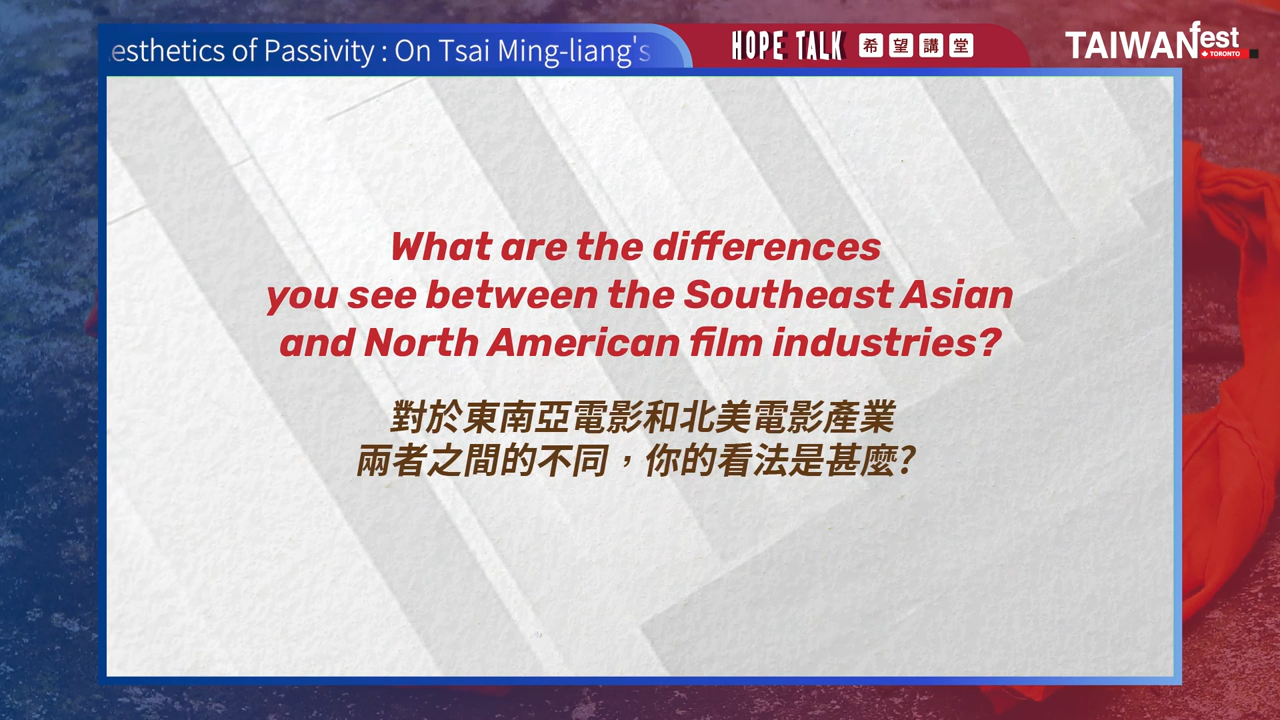 esthetics of Passivity : On Tsai Ming-liang's
HOPE TALK 希望講堂
TAIWANfest
TORONTO
What are the differences
you see between the Southeast Asian
and North American film industries?
對於東南亞電影和北美電影產業
兩者之間的不同，你的看法是甚麼?